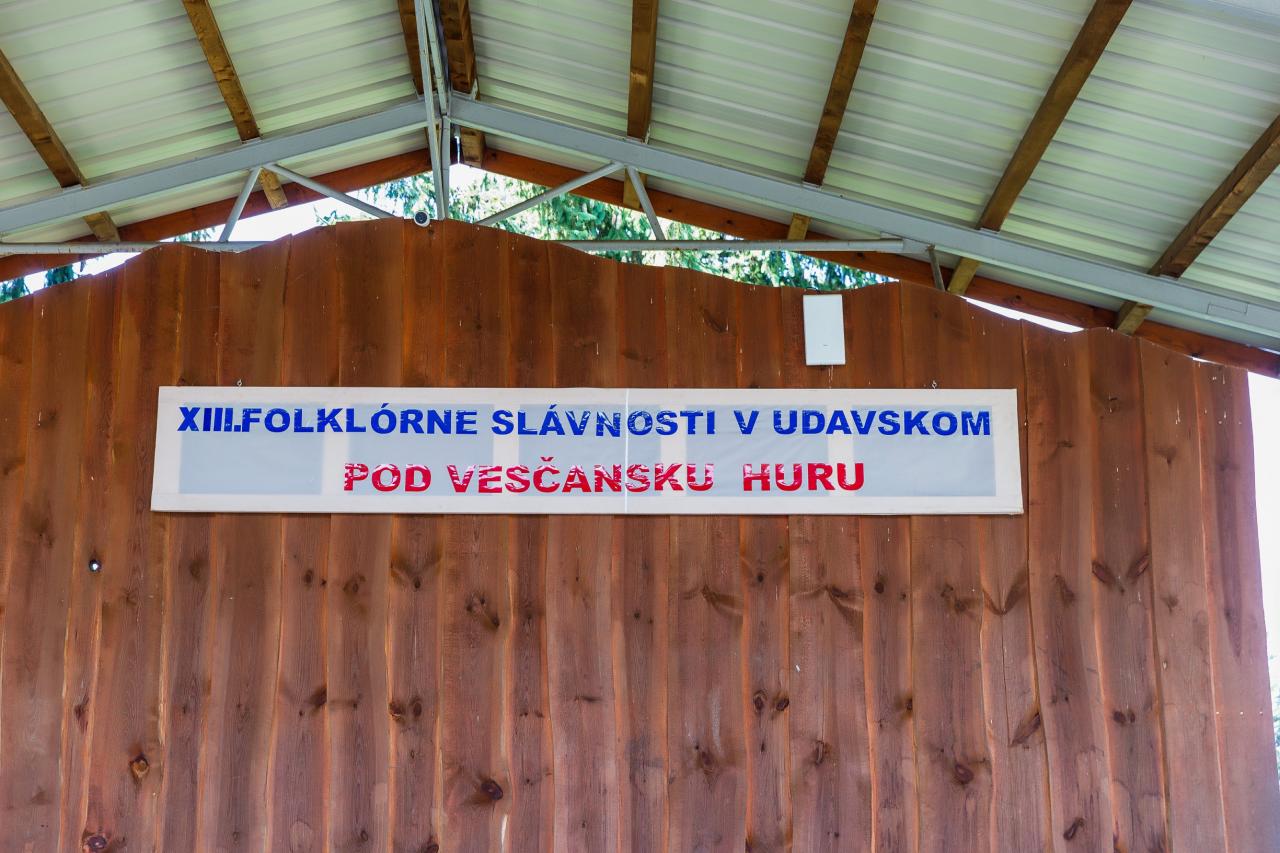 XIII.FOLKLÓRNE SLÁVNOSTI V UDAVSKOM
POD VESČANSKU HURU